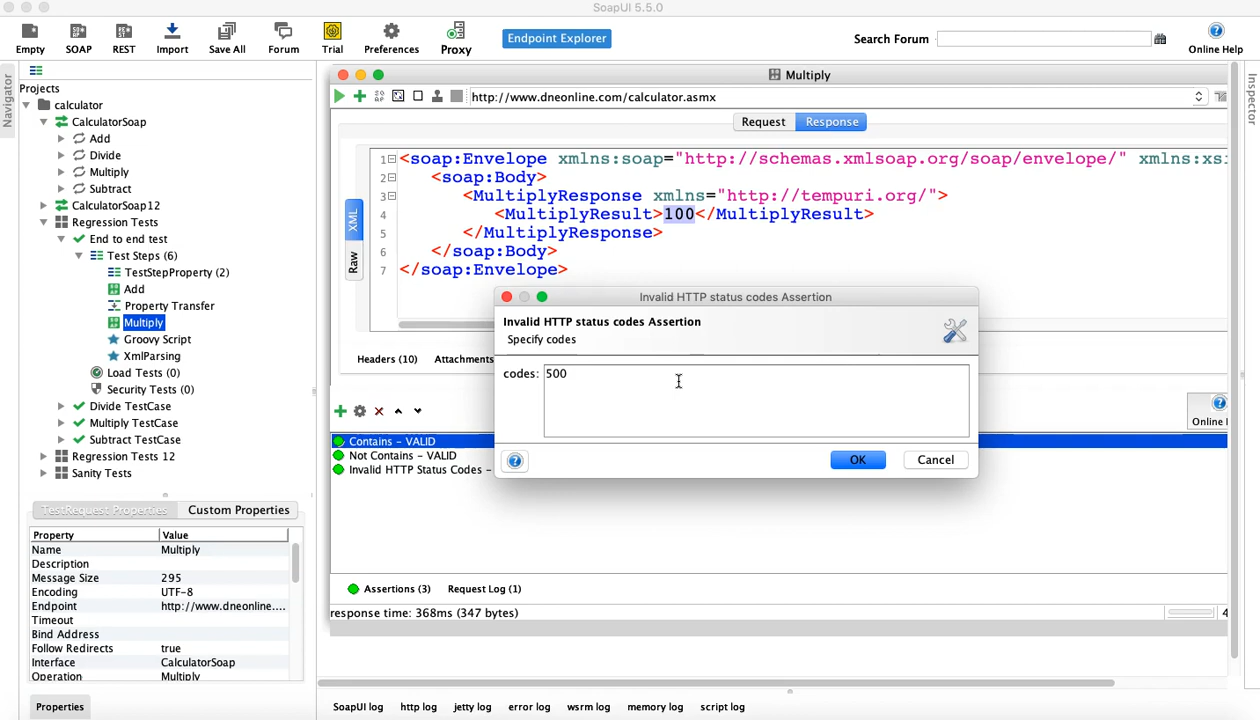 SoapUI 5.5.0
Empty SOAP REST Import Save All Forum Trial Preferences Proxy Endpoint Explorer Search Forum Online Help
Navigator
Inspector
Projects
calculator
CalculatorSoap
Add
Divide
Multiply
Subtract
CalculatorSoap12
Regression Tests
End to end test
Test Steps (6)
TestStepProperty (2)
Add
Property Transfer
Multiply
Groovy Script
XmlParsing
Load Tests (0)
Security Tests (0)
Divide TestCase
Multiply TestCase
Subtract TestCase
Regression Tests 12
Sanity Tests
TestRequest Properties Custom Properties
Property Value
Name Multiply
Description
Message Size 295
Encoding UTF-8
Endpoint http://www.dneonline....
Timeout
Bind Address
Follow Redirects true
Interface CalculatorSoap
Operation Multiply
Properties
Multiply
http://www.dneonline.com/calculator.asmx
Request Response
XML
Raw
1 <soap:Envelope xmlns:soap="http://schemas.xmlsoap.org/soap/envelope/" xmlns:xsi
2 <soap:Body>
3 <MultiplyResponse xmlns="http://tempuri.org/">
4 <MultiplyResult>100</MultiplyResult>
5 </MultiplyResponse>
6 </soap:Body>
7 </soap:Envelope>
Headers (10) Attachments
Invalid HTTP status codes Assertion
Invalid HTTP status codes Assertion
Specify codes
codes: 500
OK Cancel
Online
Contains - VALID
Not Contains - VALID
Invalid HTTP Status Codes -
Assertions (3) Request Log (1)
response time: 368ms (347 bytes)
SoapUI log http log jetty log error log wsrm log memory log script log